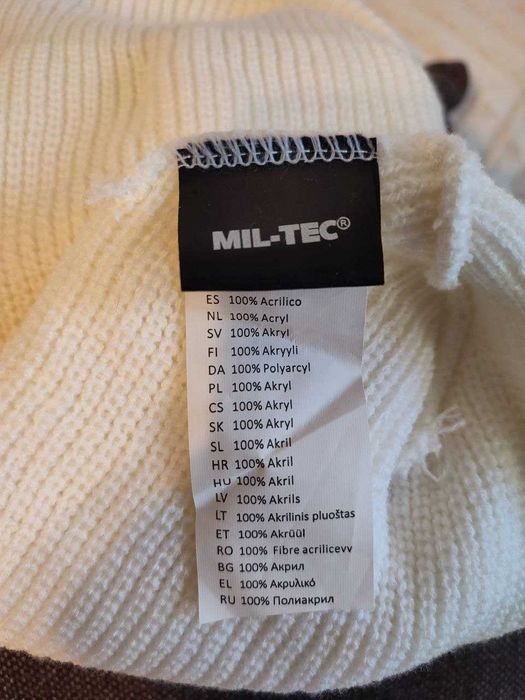 MIL-TEC®
ES 100% Acrilico
NL 100% Acryl
SV 100% Akryl
FI 100% Akryyli
DA 100% Polyarcyl
PL 100% Akryl
CS 100% Akryl
SK 100% Akryl
SL 100% Akril
HR 100% Akril
HU 100% Akril
LV 100% Akrils
LT 100% Akrilinis pluoštas
ET 100% Akrüül
RO 100% Fibre acrilicevv
BG 100% Акрил
EL 100% Ακρυλικό
RU 100% Полиакрил